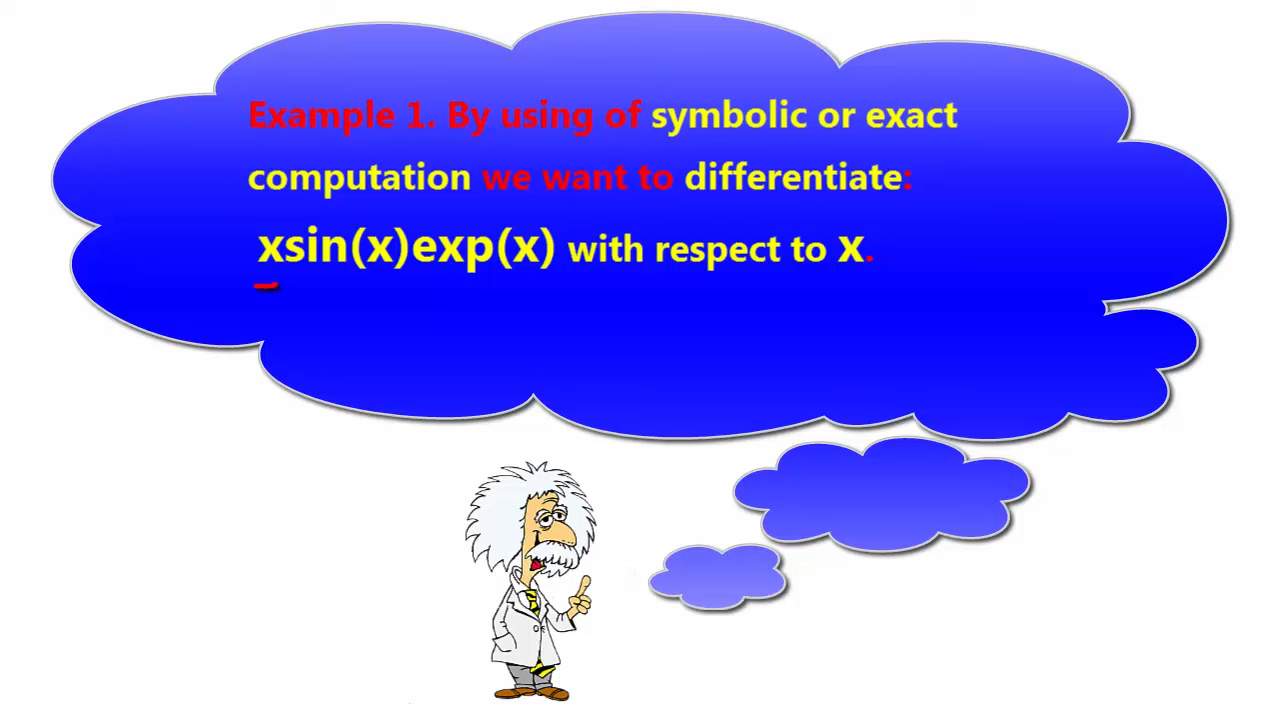 Example 1. By using of symbolic or exact
computation we want to differentiate:
xsin(x)exp(x) with respect to x.